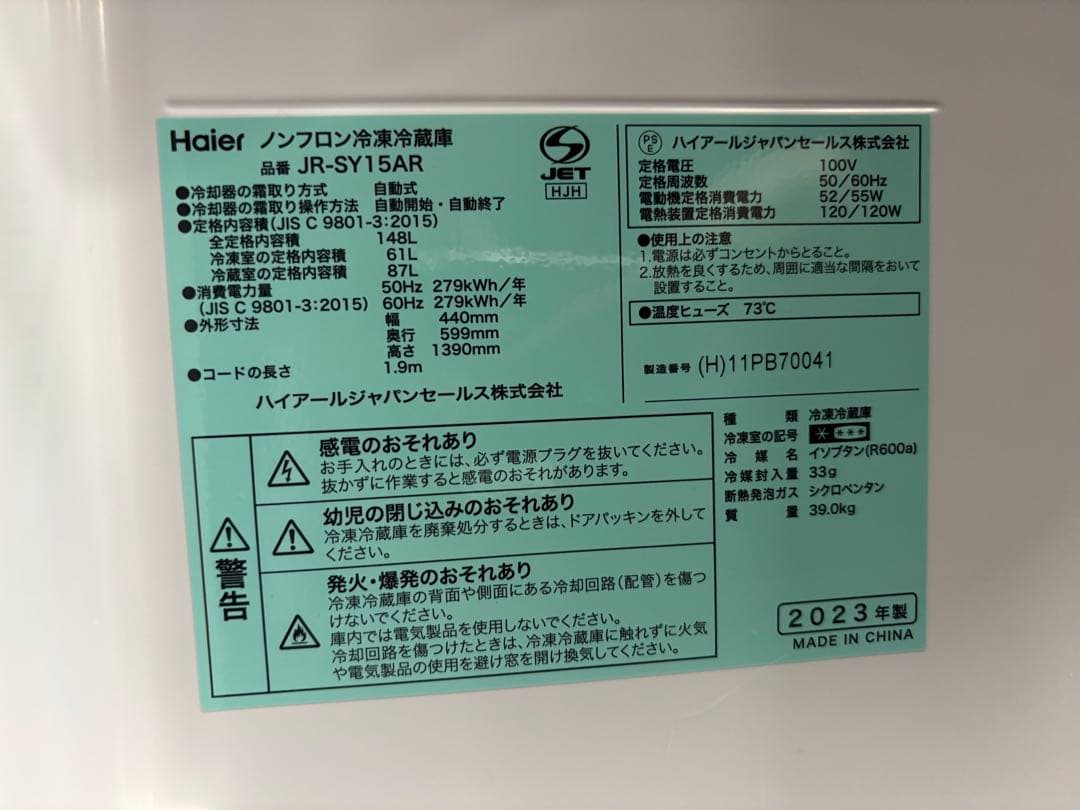 Haier ノンフロン冷凍冷蔵庫
品番 JR-SY15AR
●冷却器の霜取り方式 自動式
●冷却器の霜取り操作方法 自動開始・自動終了
●定格内容積(JIS C 9801-3:2015)
全定格内容積 148L
冷凍室の定格内容積 61L
冷蔵室の定格内容積 87L
●消費電力量 50Hz 279kWh/年
(JIS C 9801-3:2015) 60Hz 279kWh/年
●外形寸法 幅 440mm
奥行 599mm
高さ 1390mm
●コードの長さ 1.9m
ハイアールジャパンセールス株式会社
JET
HJH
PSE ハイアールジャパンセールス株式会社
定格電圧 100V
定格周波数 50/60Hz
電動機定格消費電力 52/55W
電熱装置定格消費電力 120/120W
●使用上の注意
1.電源は必ずコンセントからとること。
2.放熱を良くするため、周囲に適当な間隔をおいて
設置すること。
●温度ヒューズ 73℃
製造番号 (H)11PB70041
警告
感電のおそれあり
お手入れのときには、必ず電源プラグを抜いてください。
抜かずに作業すると感電のおそれがあります。
幼児の閉じ込みのおそれあり
冷凍冷蔵庫を廃棄処分するときは、ドアパッキンを外して
ください。
発火・爆発のおそれあり
冷凍冷蔵庫の背面や側面にある冷却回路(配管)を傷つ
けないでください。
庫内では電気製品を使用しないでください。
冷却回路を傷つけたときは、冷凍冷蔵庫に触れずに火気
や電気製品の使用を避け窓を開け換気してください。
種類 冷凍冷蔵庫
冷凍室の記号 * ***
冷媒名 イソブタン(R600a)
冷媒封入量 33g
断熱発泡ガス シクロペンタン
質量 39.0kg
2023年製
MADE IN CHINA